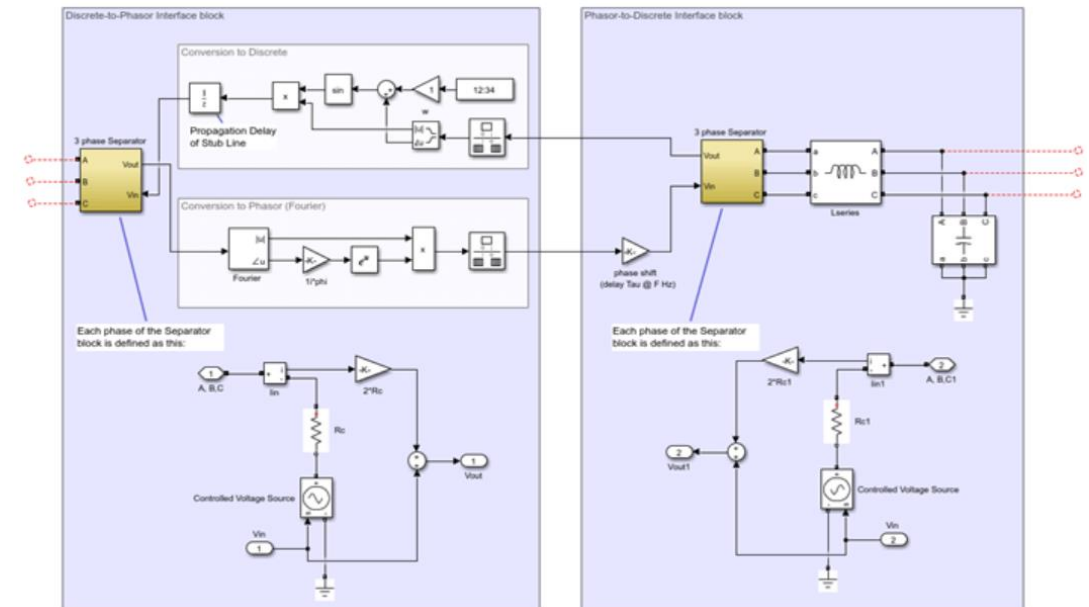 Discrete-to-Phasor Interface block
Conversion to Discrete
1/z
x
sin
1
12:34
w
|u|
∠u
Propagation Delay
of Stub Line
3 phase Separator
A
B
C
Vout
Vin
Conversion to Phasor (Fourier)
|u|
∠u
Fourier
-K-
1i*phi
x
Each phase of the Separator
block is defined as this:
1
A, B,C
Iin
-K-
2*Rc
Rc
Controlled Voltage Source
Vin
1
1
Vout
Phasor-to-Discrete Interface block
3 phase Separator
Vout
Vin
A
B
C
a
b
c
A
B
C
Lseries
A
B
C
a
b
c
-K-
phase shift
(delay Tau @ F Hz)
Each phase of the Separator
block is defined as this:
-K-
2*Rc1
Iin1
2
A, B,C1
Rc1
2
Vout1
Controlled Voltage Source
Vin
2